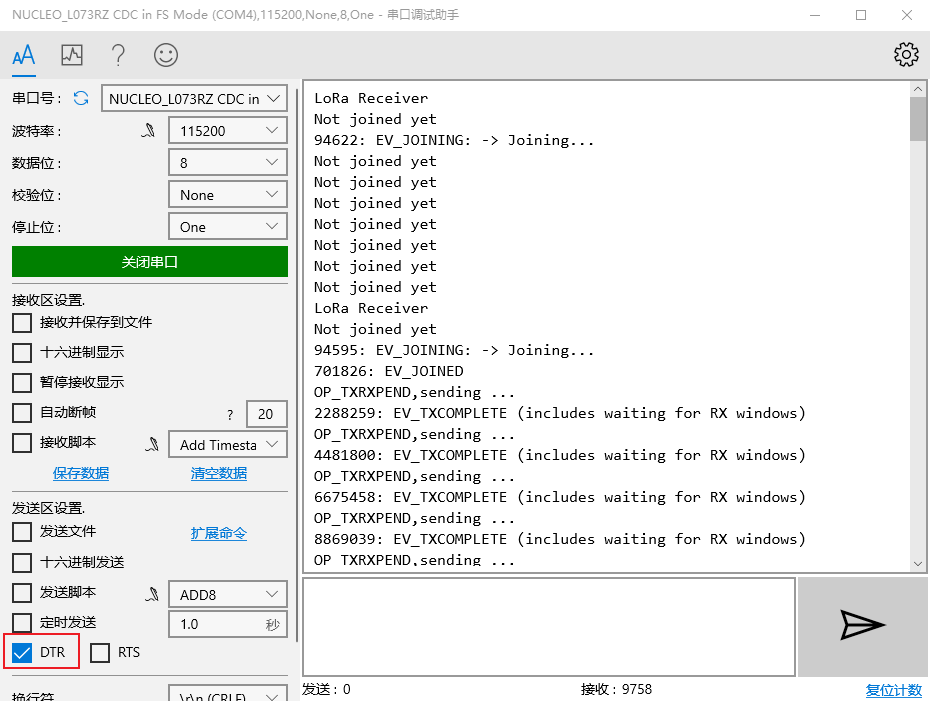 NUCLEO_L073RZ CDC in FS Mode (COM4),115200,None,8,One - 串口调试助手
AA
串口号： NUCLEO_L073RZ CDC in
波特率： 115200
数据位： 8
校验位： None
停止位： One
关闭串口
接收区设置.
接收并保存到文件
十六进制显示
暂停接收显示
自动断帧 ? 20
接收脚本 Add Timesta
保存数据 清空数据
发送区设置.
发送文件 扩展命令
十六进制发送
发送脚本 ADD8
定时发送 1.0 秒
DTR RTS
换行符 \r\n (CRLF)
LoRa Receiver
Not joined yet
94622: EV_JOINING: -> Joining...
Not joined yet
Not joined yet
Not joined yet
Not joined yet
Not joined yet
Not joined yet
Not joined yet
LoRa Receiver
Not joined yet
94595: EV_JOINING: -> Joining...
701826: EV_JOINED
OP_TXRXPEND,sending ...
2288259: EV_TXCOMPLETE (includes waiting for RX windows)
OP_TXRXPEND,sending ...
4481800: EV_TXCOMPLETE (includes waiting for RX windows)
OP_TXRXPEND,sending ...
6675458: EV_TXCOMPLETE (includes waiting for RX windows)
OP_TXRXPEND,sending ...
8869039: EV_TXCOMPLETE (includes waiting for RX windows)
OP_TXRXPEND,sending ...
发送：0 接收：9758 复位计数